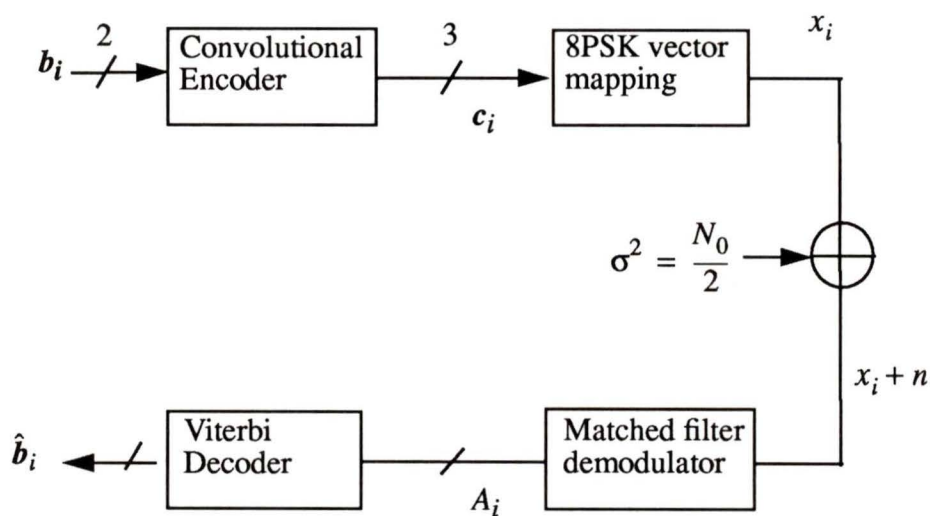 2
b_i
Convolutional
Encoder
3
c_i
8PSK vector
mapping
x_i
σ² = N₀/2
x_i + n
Matched filter
demodulator
A_i
Viterbi
Decoder
b̂_i